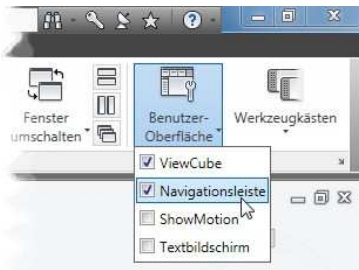 Fenster
umschalten
Benutzer-
Oberfläche
Werkzeugkästen
ViewCube
Navigationsleiste
ShowMotion
Textbildschirm